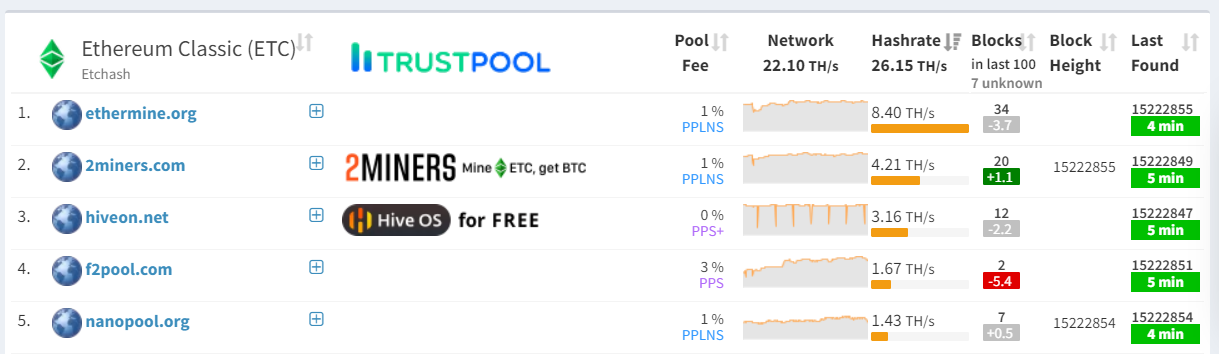 Ethereum Classic (ETC)
Etchash
TRUSTPOOL
Pool Fee
Network 22.10 TH/s
Hashrate 26.15 TH/s
Blocks in last 100 7 unknown
Block Height
Last Found
1. ethermine.org 1 % PPLNS 8.40 TH/s 34 -3.7 15222855 4 min
2. 2miners.com 2MINERS Mine ETC, get BTC 1 % PPLNS 4.21 TH/s 20 +1.1 15222855 15222849 5 min
3. hiveon.net Hive OS for FREE 0 % PPS+ 3.16 TH/s 12 -2.2 15222847 5 min
4. f2pool.com 3 % PPS 1.67 TH/s 2 -5.4 15222851 5 min
5. nanopool.org 1 % PPLNS 1.43 TH/s 7 +0.5 15222854 15222854 4 min